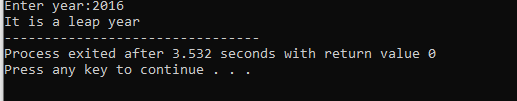 Enter year:2016
It is a leap year
--------------------------------
Process exited after 3.532 seconds with return value 0
Press any key to continue . . .